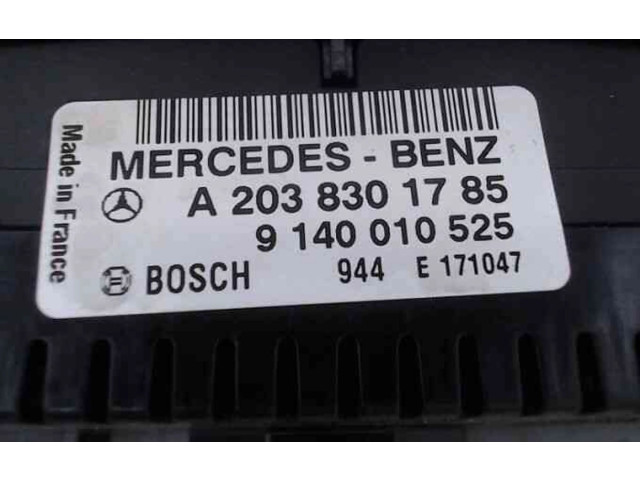 MERCEDES - BENZ
A 203 830 17 85
9 140 010 525
BOSCH 944 E 171047
Made in France